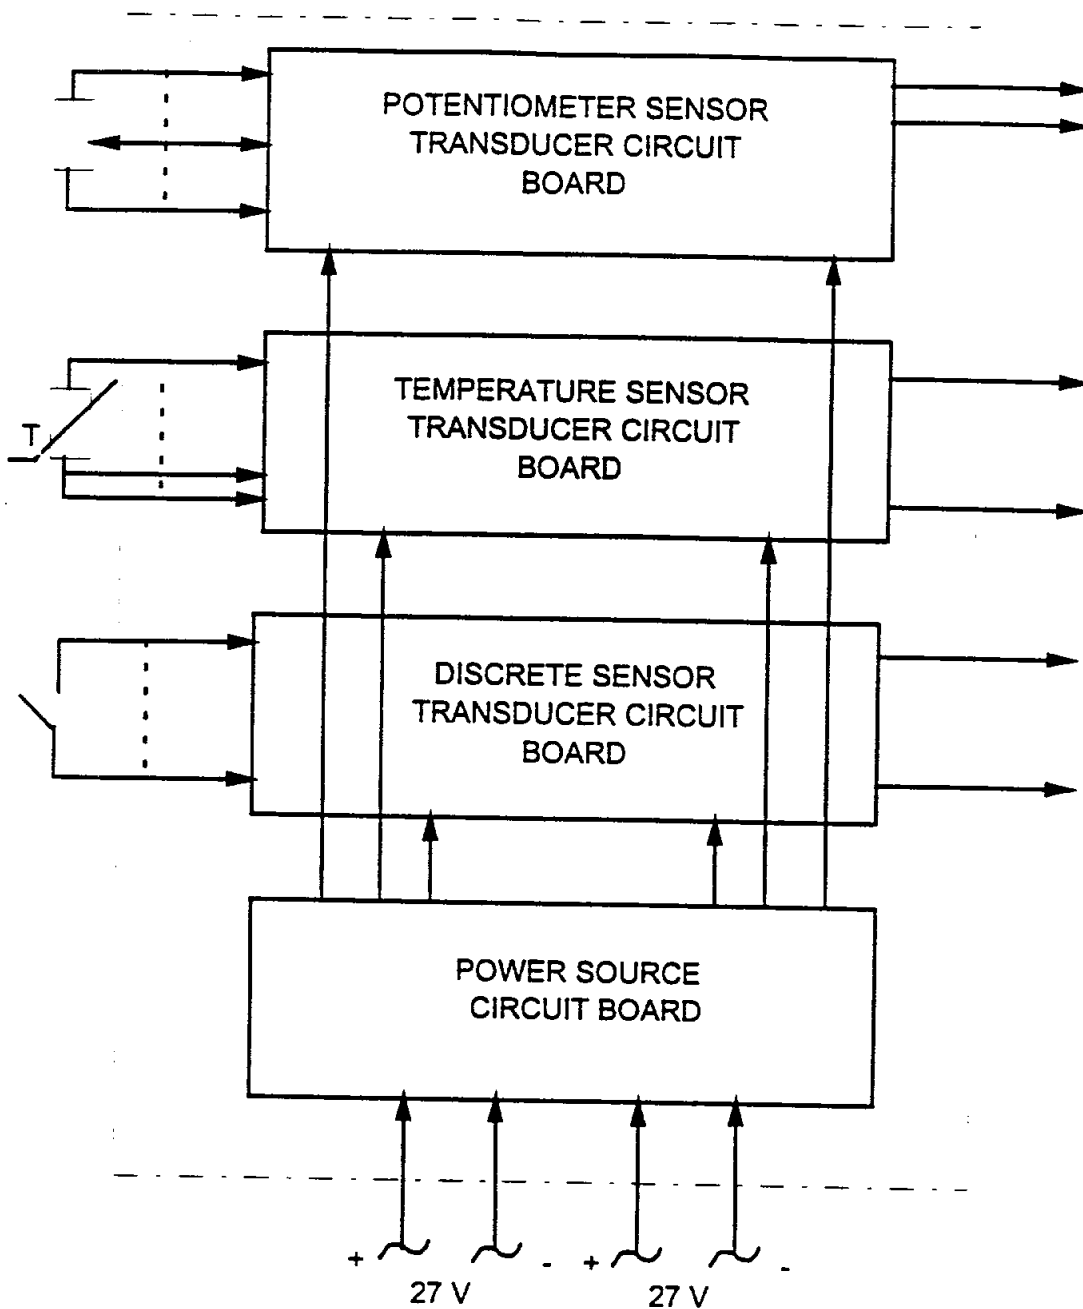 POTENTIOMETER SENSOR
TRANSDUCER CIRCUIT
BOARD
TEMPERATURE SENSOR
TRANSDUCER CIRCUIT
BOARD
T
DISCRETE SENSOR
TRANSDUCER CIRCUIT
BOARD
POWER SOURCE
CIRCUIT BOARD
+ - + -
27 V 27 V